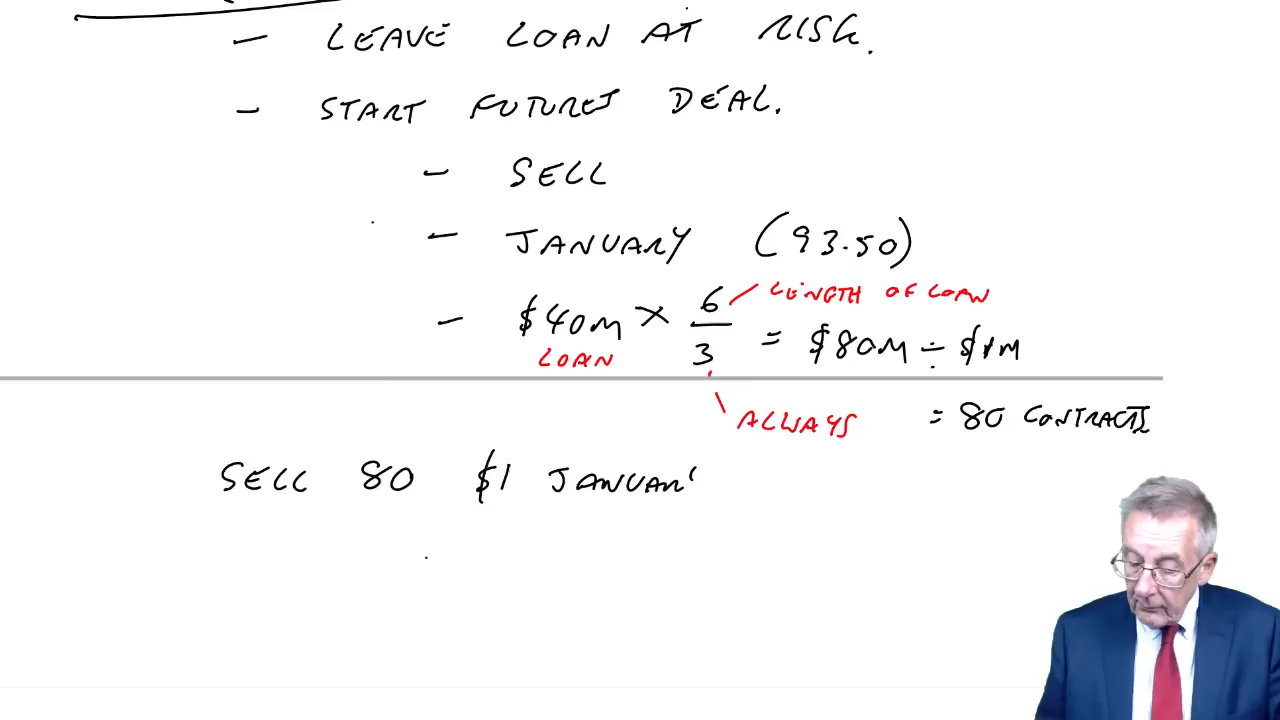 - LEAVE LOAN AT RISK.
- START FUTURES DEAL.
- SELL
- JANUARY (93.50)
- $40M × 6/3 = $80M ÷ $1M
LENGTH OF LOAN
LOAN
ALWAYS
= 80 CONTRACTS
SELL 80 $1 JANUAR